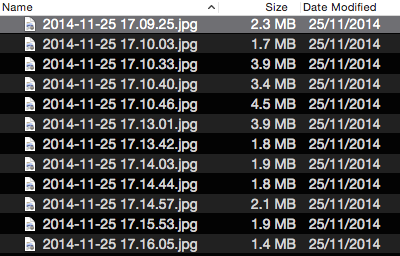 Name Size Date Modified
2014-11-25 17.09.25.jpg 2.3 MB 25/11/2014
2014-11-25 17.10.03.jpg 1.7 MB 25/11/2014
2014-11-25 17.10.33.jpg 3.9 MB 25/11/2014
2014-11-25 17.10.40.jpg 3.4 MB 25/11/2014
2014-11-25 17.10.46.jpg 4.5 MB 25/11/2014
2014-11-25 17.13.01.jpg 3.9 MB 25/11/2014
2014-11-25 17.13.42.jpg 1.8 MB 25/11/2014
2014-11-25 17.14.03.jpg 1.9 MB 25/11/2014
2014-11-25 17.14.44.jpg 1.8 MB 25/11/2014
2014-11-25 17.14.57.jpg 2.1 MB 25/11/2014
2014-11-25 17.15.53.jpg 1.9 MB 25/11/2014
2014-11-25 17.16.05.jpg 1.4 MB 25/11/2014